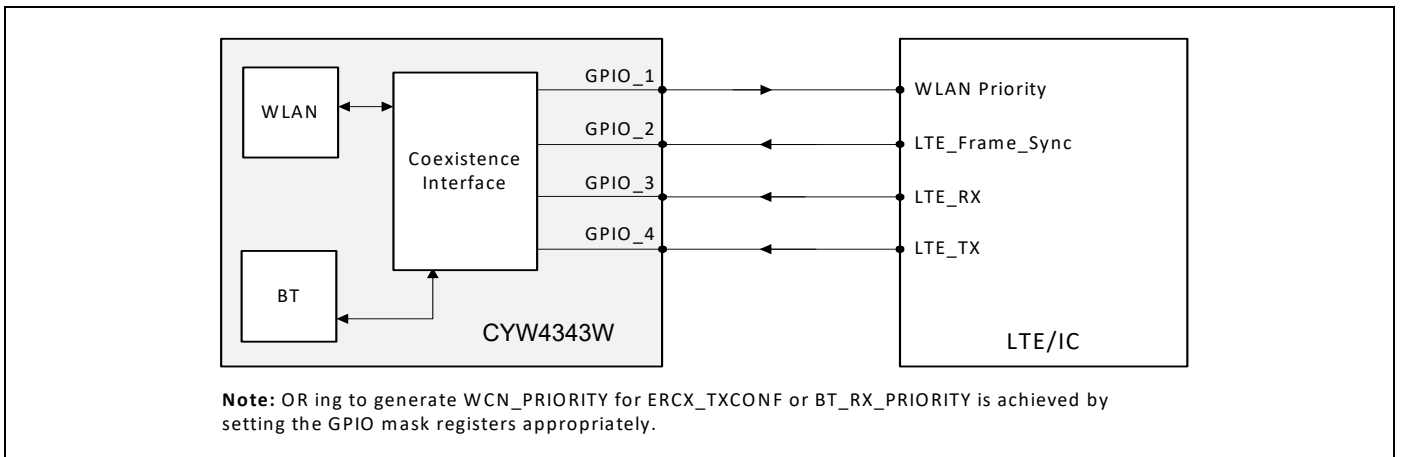 GPIO_1
WLAN Priority
WLAN
GPIO_2
LTE_Frame_Sync
Coexistence
Interface
GPIO_3
LTE_RX
GPIO_4
LTE_TX
BT
CYW4343W
LTE/IC
Note: OR ing to generate WCN_PRIORITY for ERCX_TXCONF or BT_RX_PRIORITY is achieved by
setting the GPIO mask registers appropriately.